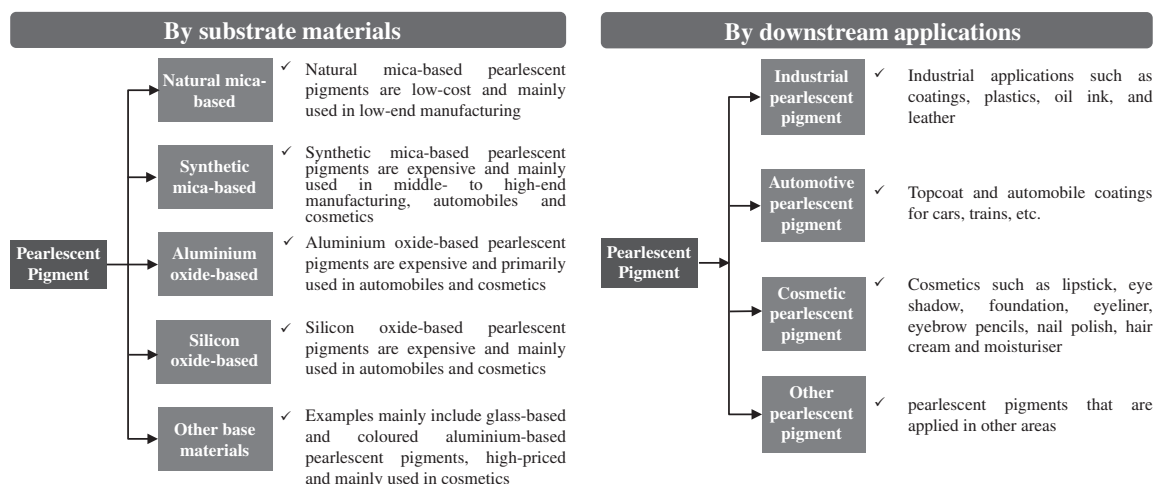 By substrate materials
Pearlescent
Pigment
Natural mica-
based
✓ Natural mica-based pearlescent
pigments are low-cost and mainly
used in low-end manufacturing
Synthetic
mica-based
✓ Synthetic mica-based pearlescent
pigments are expensive and mainly
used in middle- to high-end
manufacturing, automobiles and
cosmetics
Aluminium
oxide-based
✓ Aluminium oxide-based pearlescent
pigments are expensive and primarily
used in automobiles and cosmetics
Silicon
oxide-based
✓ Silicon oxide-based pearlescent
pigments are expensive and mainly
used in automobiles and cosmetics
Other base
materials
✓ Examples mainly include glass-based
and coloured aluminium-based
pearlescent pigments, high-priced
and mainly used in cosmetics
By downstream applications
Pearlescent
Pigment
Industrial
pearlescent
pigment
✓ Industrial applications such as
coatings, plastics, oil ink, and
leather
Automotive
pearlescent
pigment
✓ Topcoat and automobile coatings
for cars, trains, etc.
Cosmetic
pearlescent
pigment
✓ Cosmetics such as lipstick, eye
shadow, foundation, eyeliner,
eyebrow pencils, nail polish, hair
cream and moisturiser
Other
pearlescent
pigment
✓ pearlescent pigments that are
applied in other areas